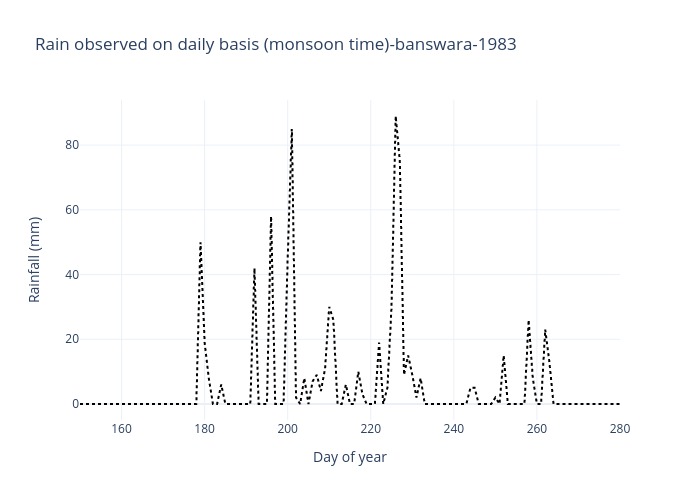 Rain observed on daily basis (monsoon time)-banswara-1983
Rainfall (mm)
80
60
40
20
0
160 180 200 220 240 260 280
Day of year